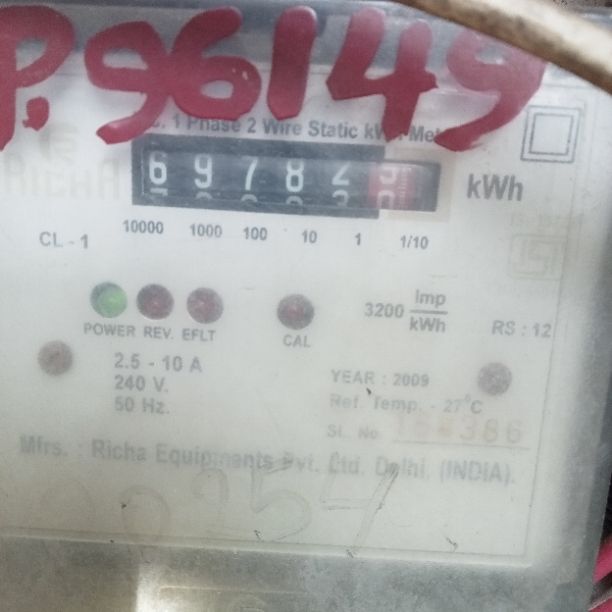 P.96149
1 Phase 2 Wire Static
RICHA
6 9 7 8 2 9
kWh
CL - 1
10000 1000 100 10 1 1/10
POWER REV. EFLT
CAL
3200 Imp/kWh
RS : 12
2.5 - 10 A
240 V.
50 Hz.
YEAR : 2009
Ref. Temp. - 27°C
Sl. No.
Mfrs. : Richa Equipments Pvt. Ltd. Delhi. (INDIA).